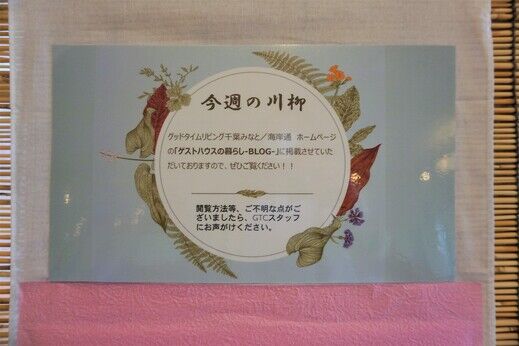 今週の川柳
グッドタイムリビング千葉みなと／海岸通 ホームページ
の「ゲストハウスの暮らし-BLOG-」に掲載させていた
だいておりますので、ぜひご覧ください！！
閲覧方法等、ご不明な点がご
ざいましたら、GTCスタッフ
にお声がけください。